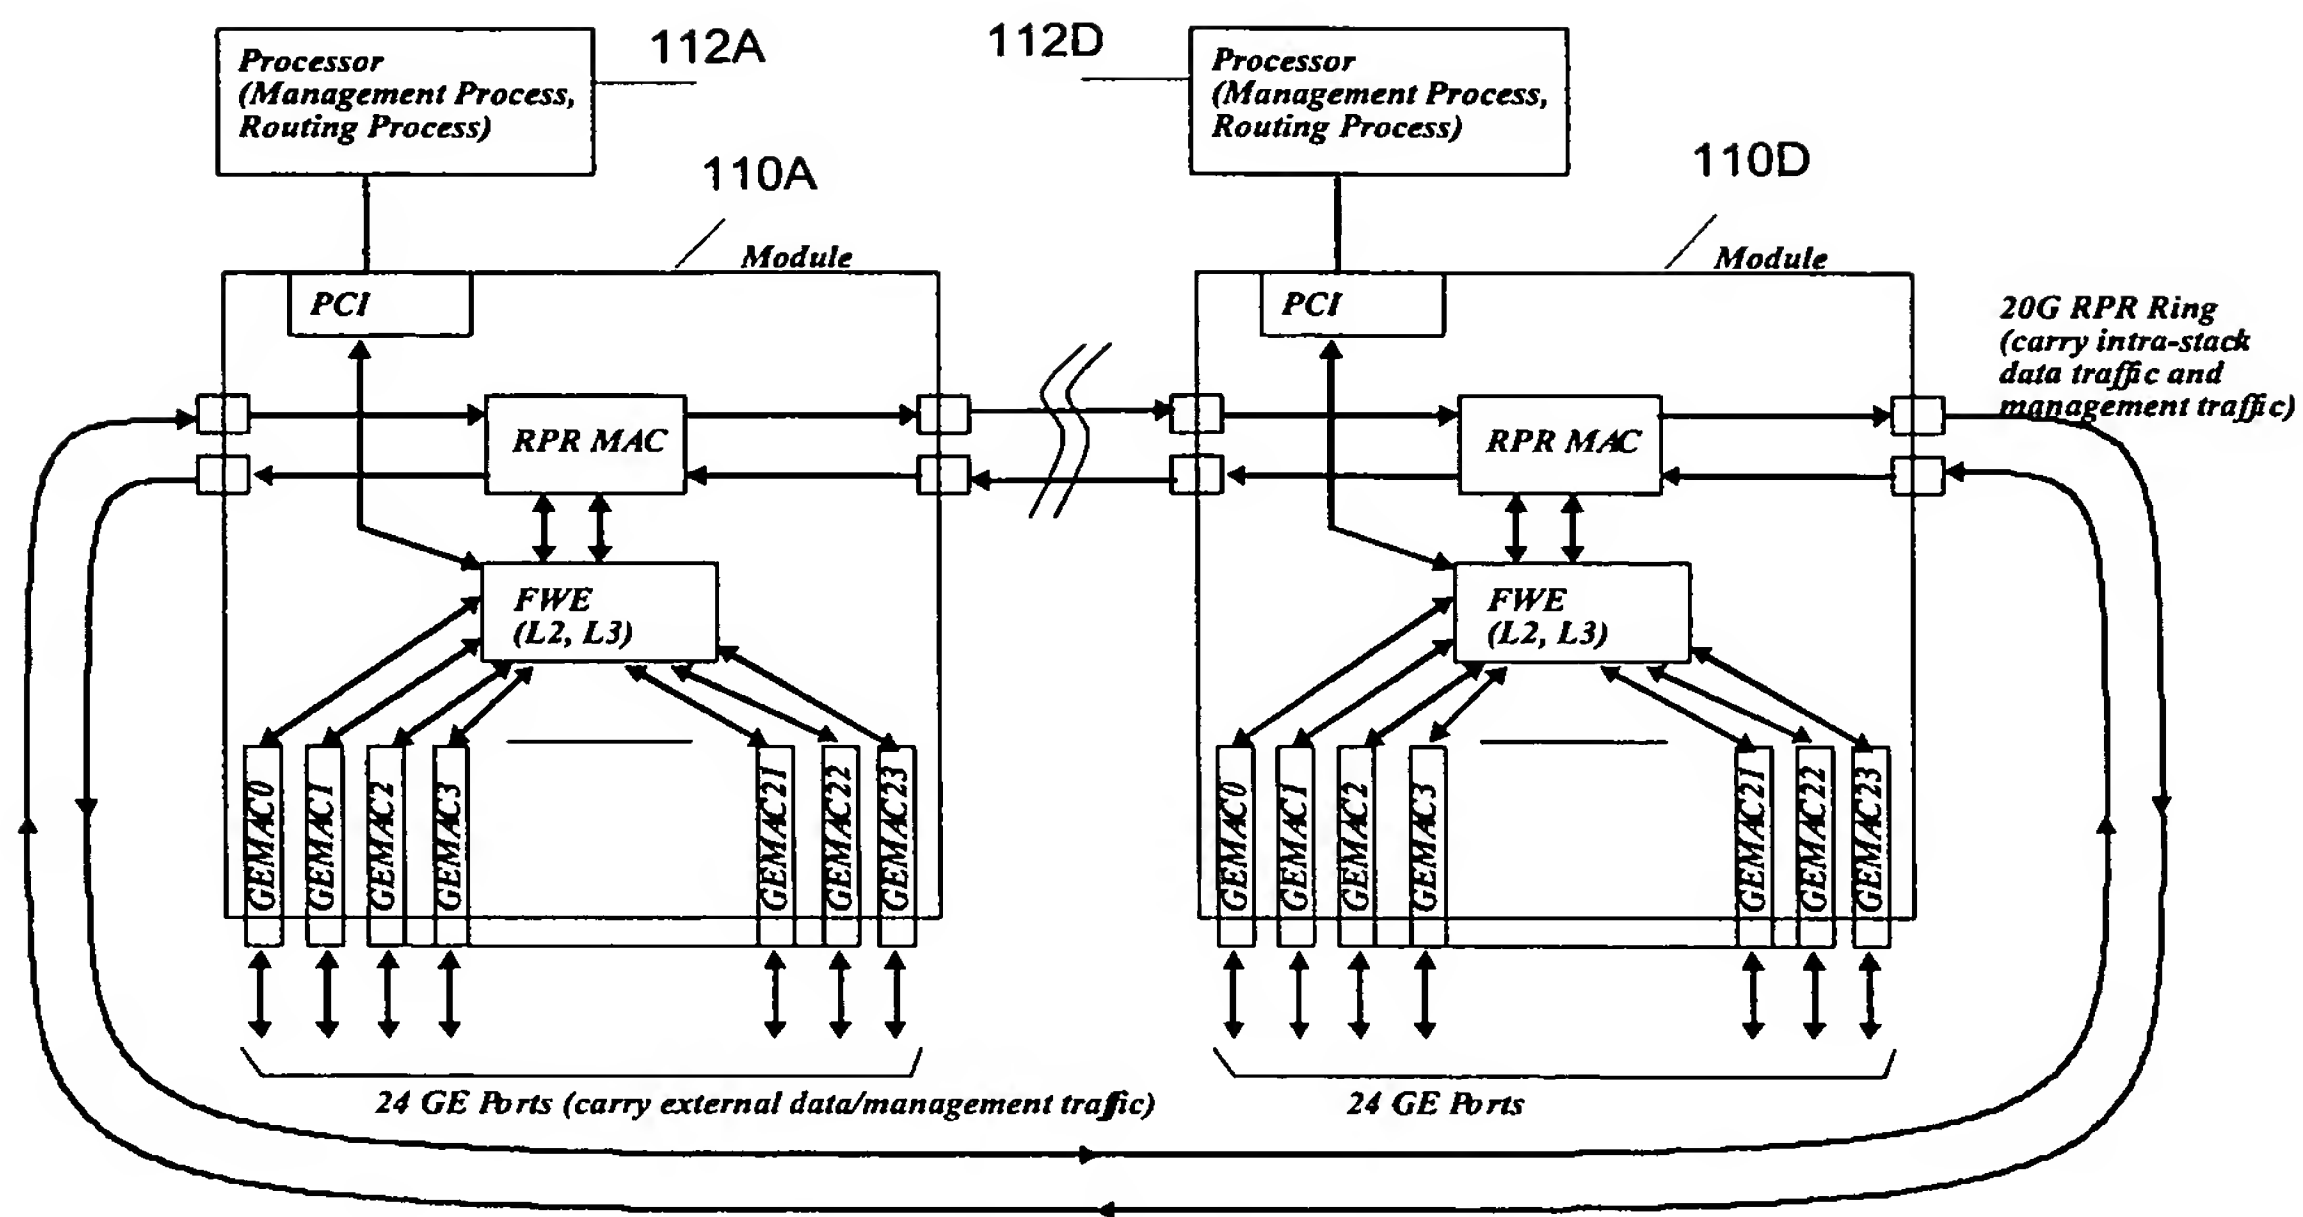 112A
Processor
(Management Process,
Routing Process)
112D
Processor
(Management Process,
Routing Process)
110A
Module
110D
Module
PCI
PCI
20G RPR Ring
(carry intra-stack
data traffic and
management traffic)
RPR MAC
RPR MAC
FWE
(L2, L3)
FWE
(L2, L3)
GEMAC0
GEMAC1
GEMAC2
GEMAC3
GEMAC21
GEMAC22
GEMAC23
GEMAC0
GEMAC1
GEMAC2
GEMAC3
GEMAC21
GEMAC22
GEMAC23
24 GE Ports (carry external data/management traffic)
24 GE Ports